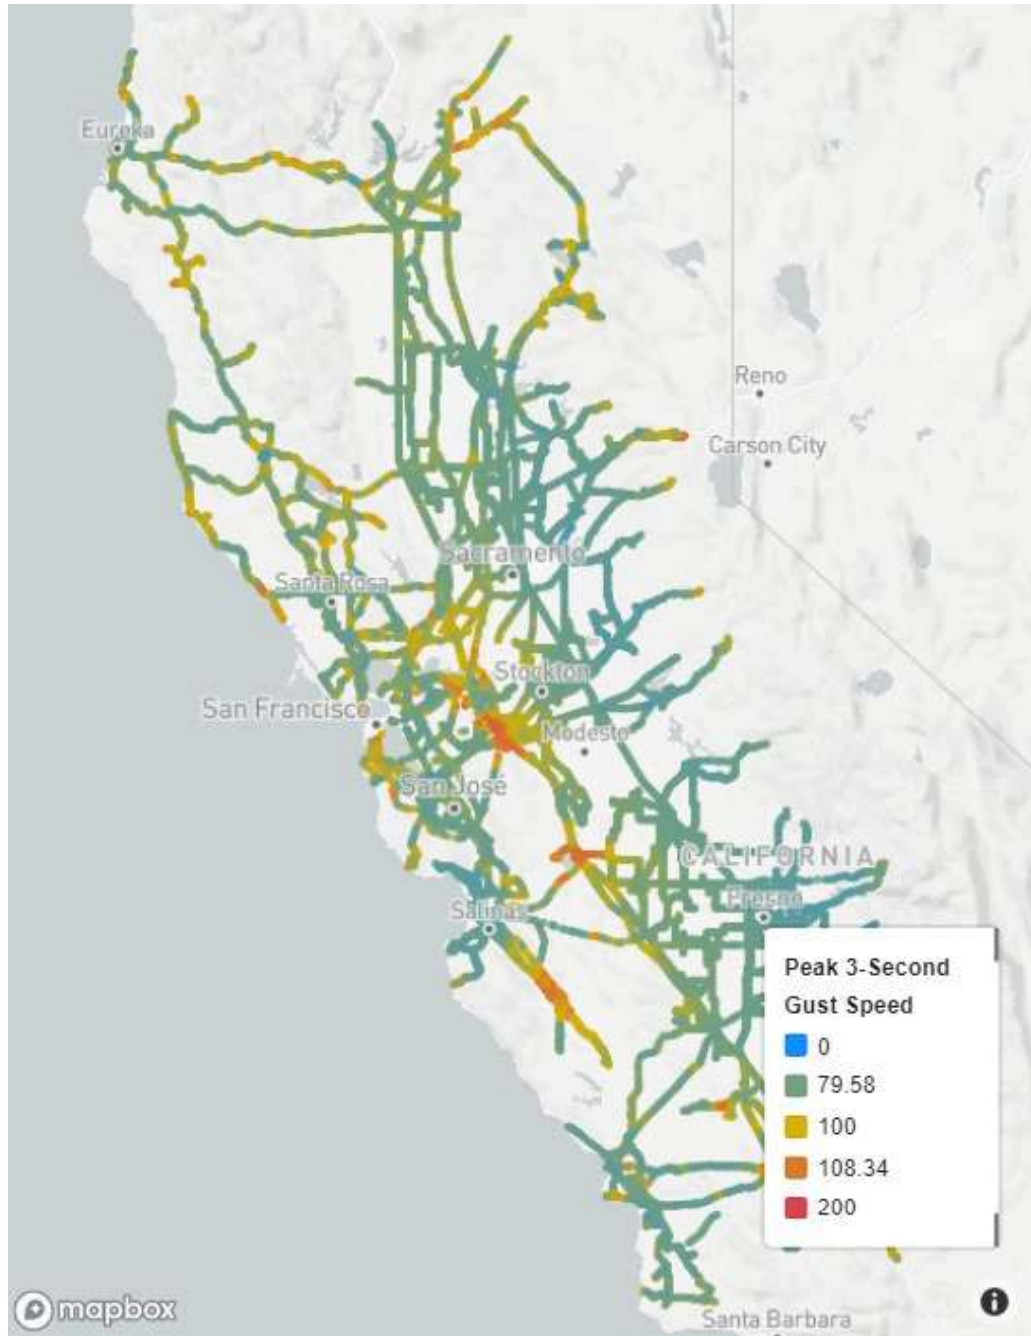 Eureka
Reno
Carson City
Sacramento
Santa Rosa
Stockton
San Francisco
Modesto
San José
CALIFORNIA
Fresno
Salinas
Peak 3-Second
Gust Speed
0
79.58
100
108.34
200
mapbox
i
Santa Barbara